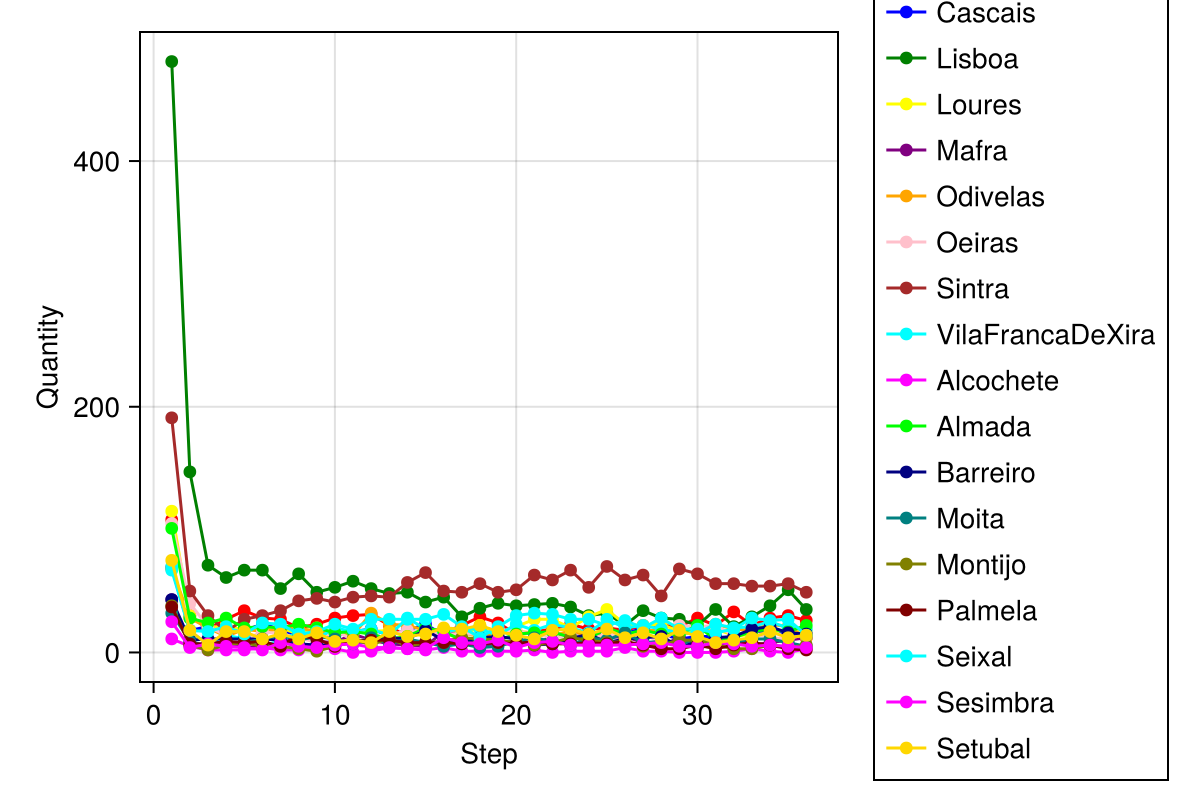 400
200
0
0
10
20
30
Quantity
Step
Cascais
Lisboa
Loures
Mafra
Odivelas
Oeiras
Sintra
VilaFrancaDeXira
Alcochete
Almada
Barreiro
Moita
Montijo
Palmela
Seixal
Sesimbra
Setubal